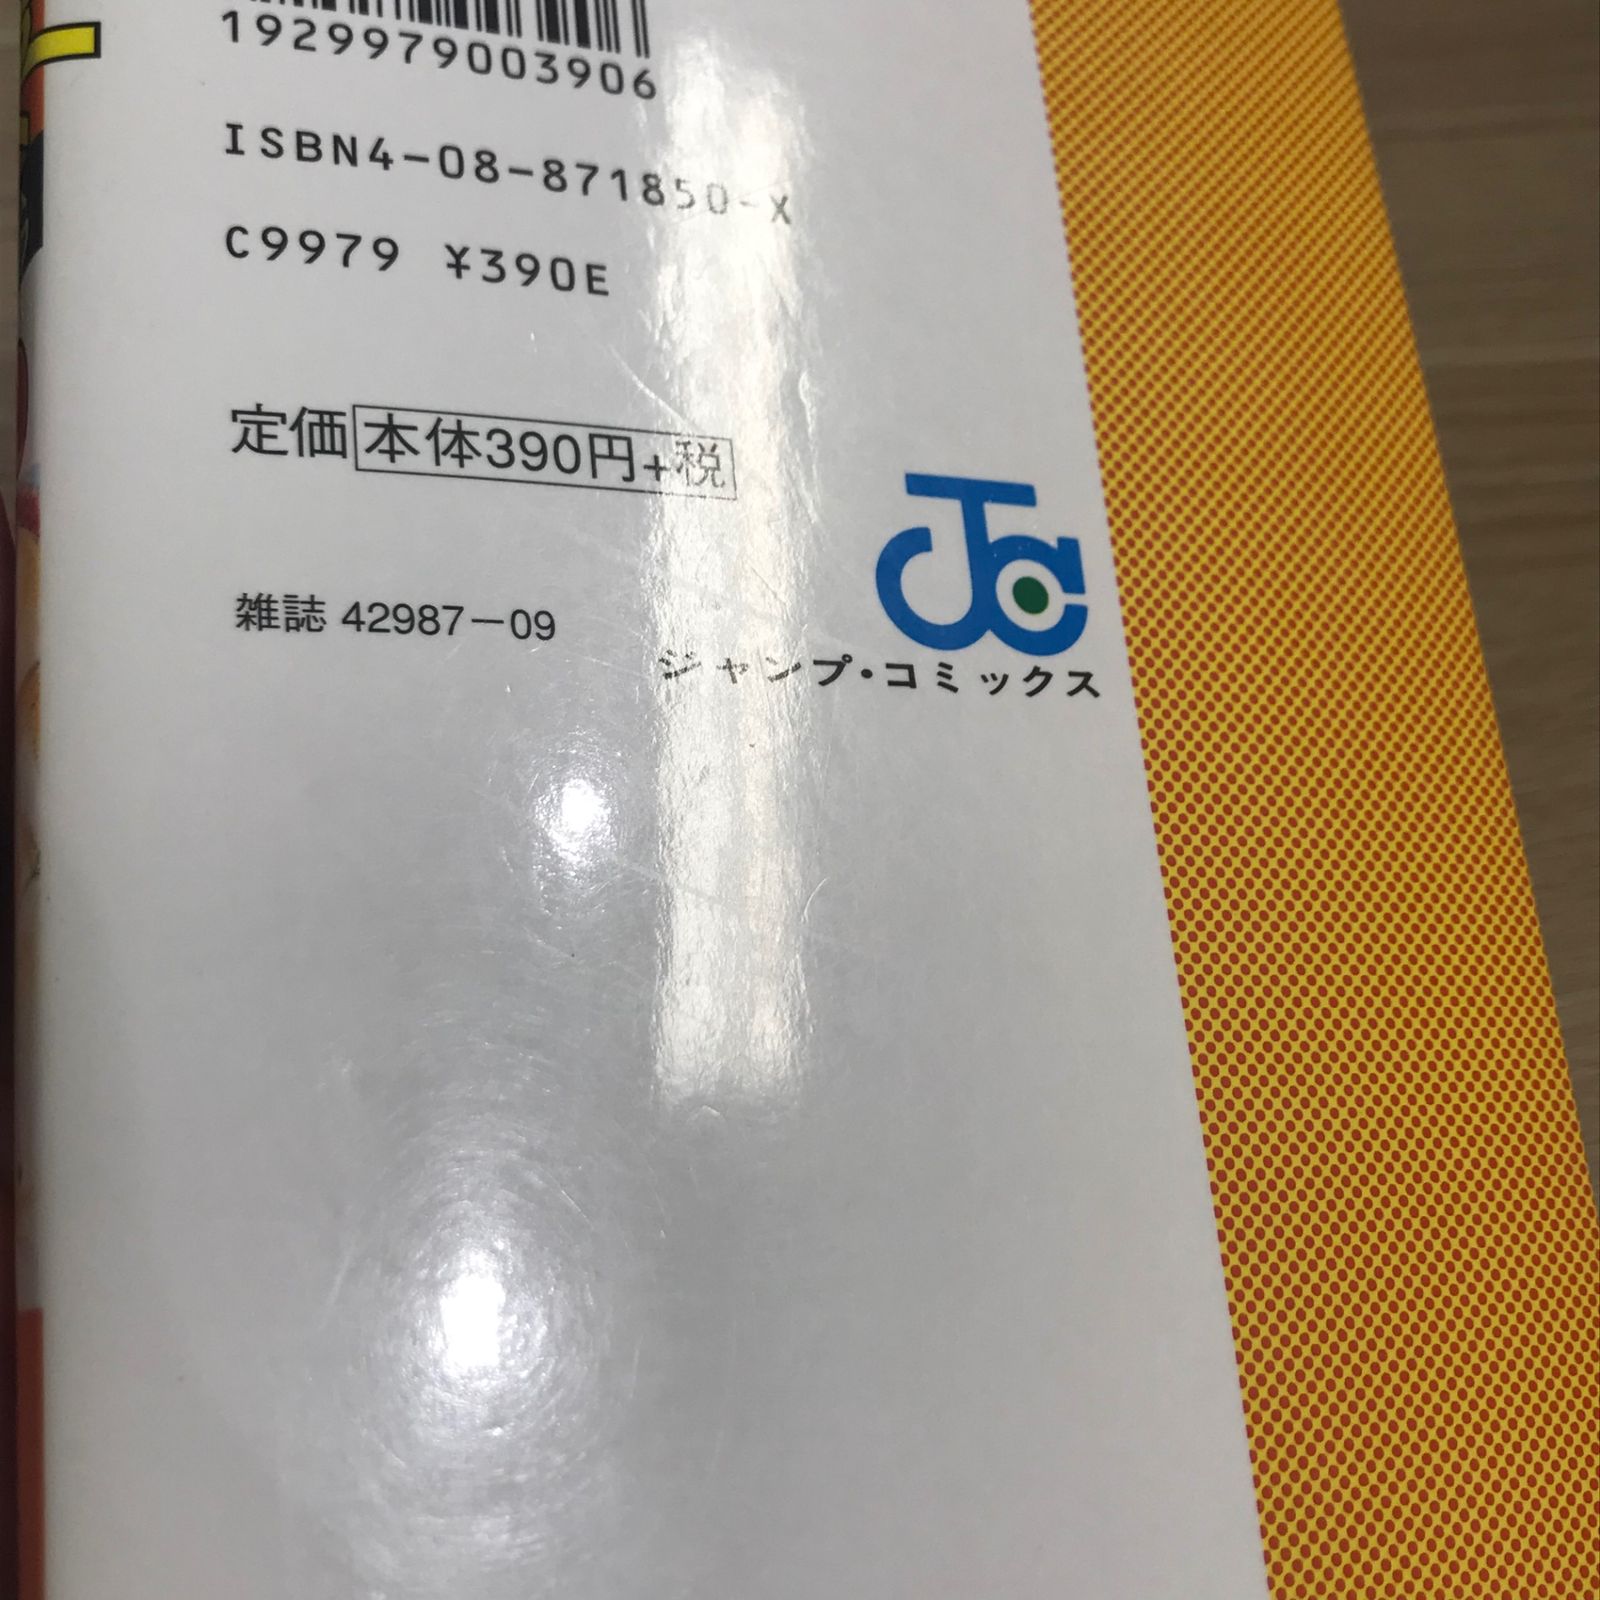 1929979003906
ISBN4-08-871850-X
C9979 ¥390E
定価 本体390円+税
雑誌 42987-09
JC
ジャンプ・コミックス